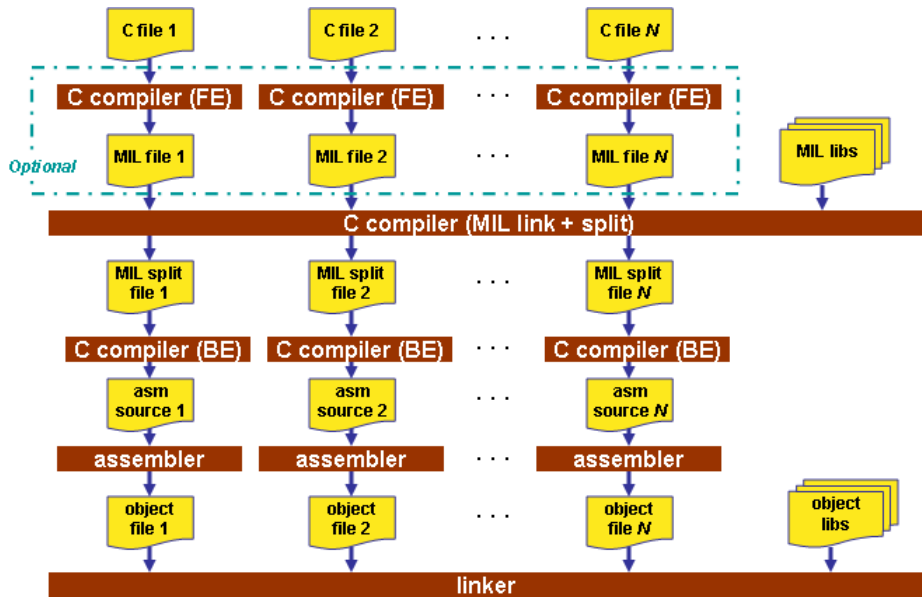 C file 1
C file 2
. . .
C file N
C compiler (FE)
C compiler (FE)
. . .
C compiler (FE)
Optional
MIL file 1
MIL file 2
. . .
MIL file N
MIL libs
C compiler (MIL link + split)
MIL split
file 1
MIL split
file 2
. . .
MIL split
file N
C compiler (BE)
C compiler (BE)
. . .
C compiler (BE)
asm
source 1
asm
source 2
. . .
asm
source N
assembler
assembler
. . .
assembler
object
file 1
object
file 2
. . .
object
file N
object
libs
linker